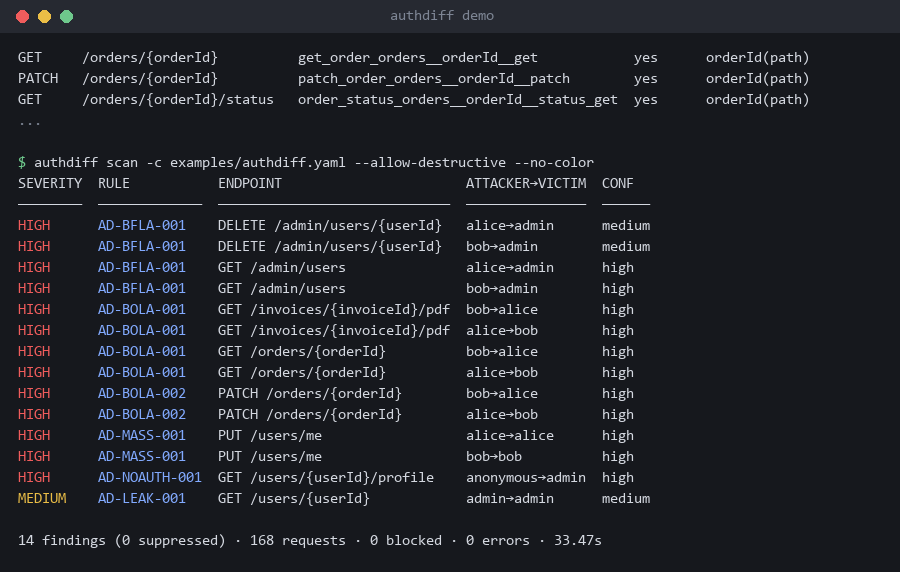 authdiff demo
GET /orders/{orderId} get_order_orders__orderId__get yes orderId(path)
PATCH /orders/{orderId} patch_order_orders__orderId__patch yes orderId(path)
GET /orders/{orderId}/status order_status_orders__orderId__status_get yes orderId(path)
...
$ authdiff scan -c examples/authdiff.yaml --allow-destructive --no-color
SEVERITY RULE ENDPOINT ATTACKER→VICTIM CONF
HIGH AD-BFLA-001 DELETE /admin/users/{userId} alice→admin medium
HIGH AD-BFLA-001 DELETE /admin/users/{userId} bob→admin medium
HIGH AD-BFLA-001 GET /admin/users alice→admin high
HIGH AD-BFLA-001 GET /admin/users bob→admin high
HIGH AD-BOLA-001 GET /invoices/{invoiceId}/pdf bob→alice high
HIGH AD-BOLA-001 GET /invoices/{invoiceId}/pdf alice→bob high
HIGH AD-BOLA-001 GET /orders/{orderId} bob→alice high
HIGH AD-BOLA-001 GET /orders/{orderId} alice→bob high
HIGH AD-BOLA-002 PATCH /orders/{orderId} bob→alice high
HIGH AD-BOLA-002 PATCH /orders/{orderId} alice→bob high
HIGH AD-MASS-001 PUT /users/me alice→alice high
HIGH AD-MASS-001 PUT /users/me bob→bob high
HIGH AD-NOAUTH-001 GET /users/{userId}/profile anonymous→admin high
MEDIUM AD-LEAK-001 GET /users/{userId} admin→admin medium
14 findings (0 suppressed) · 168 requests · 0 blocked · 0 errors · 33.47s